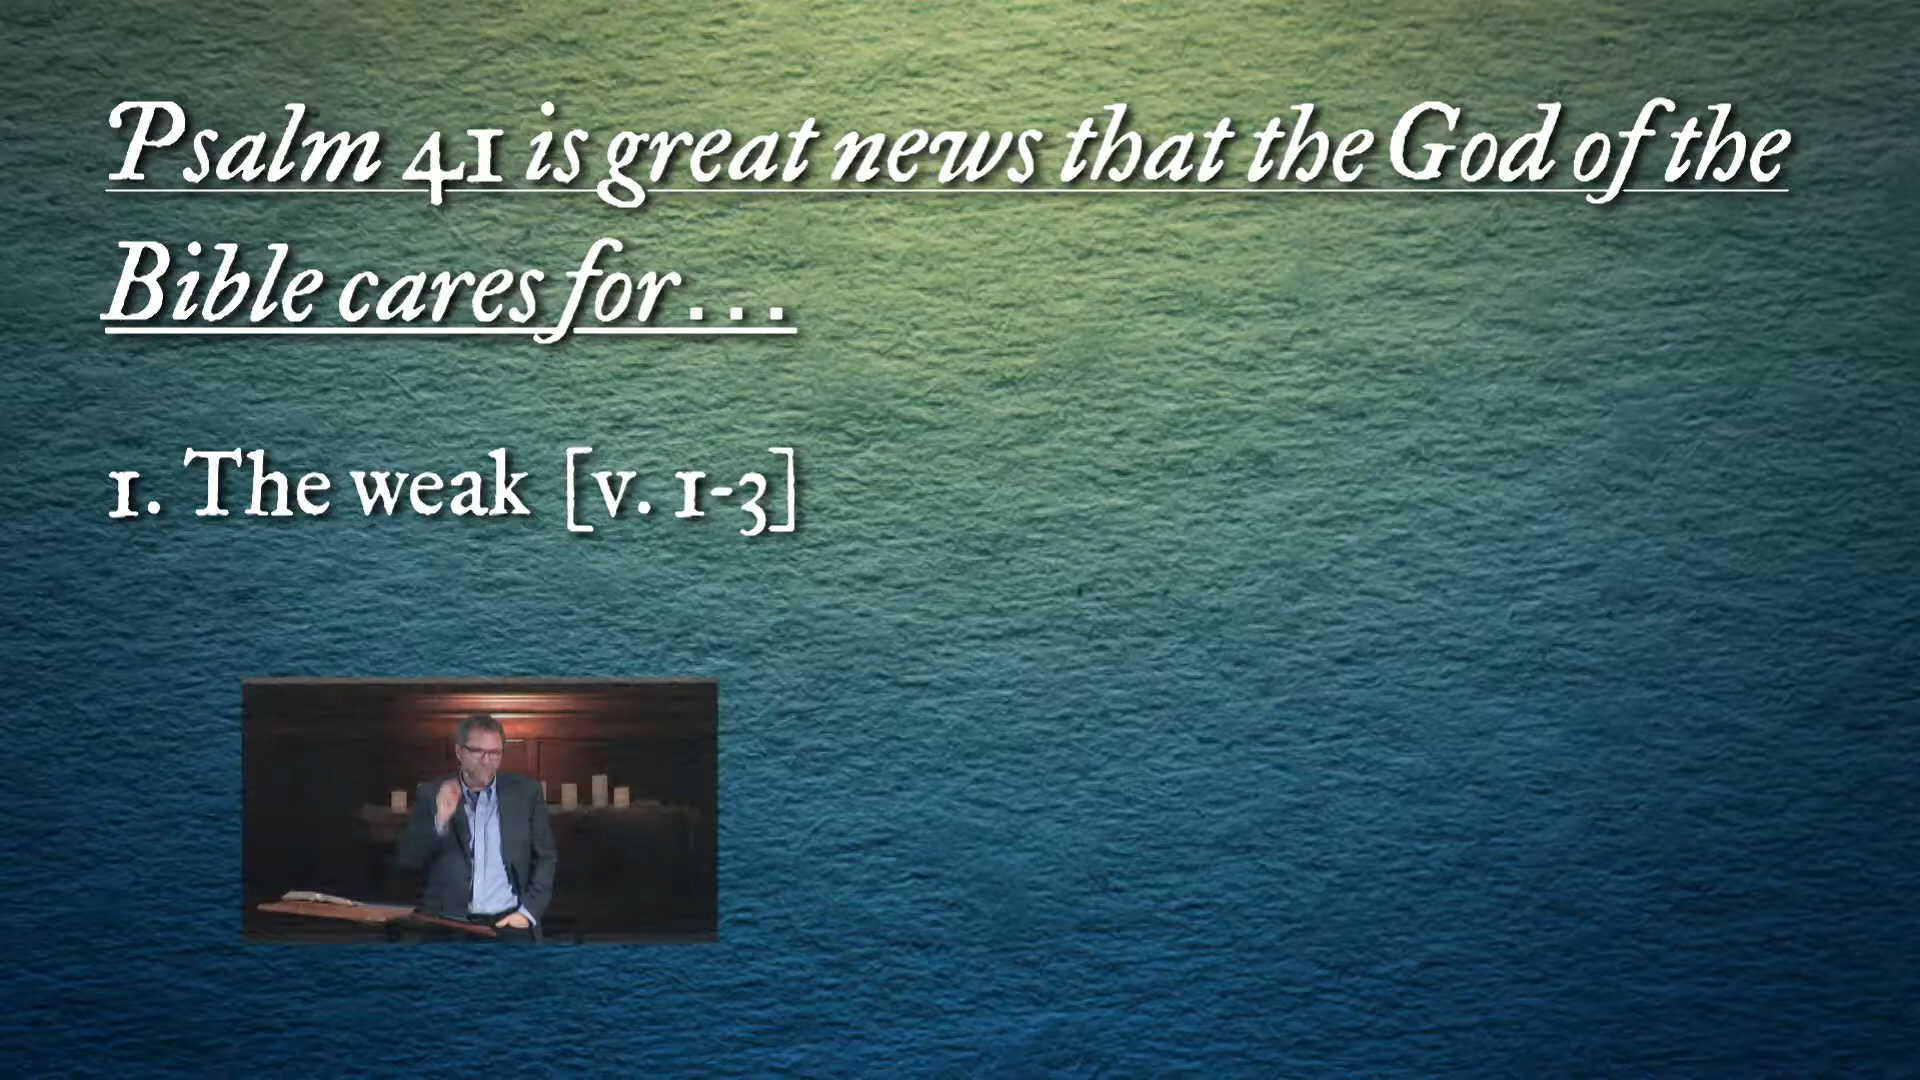 Psalm 41 is great news that the God of the
Bible cares for...
1. The weak [v. 1-3]